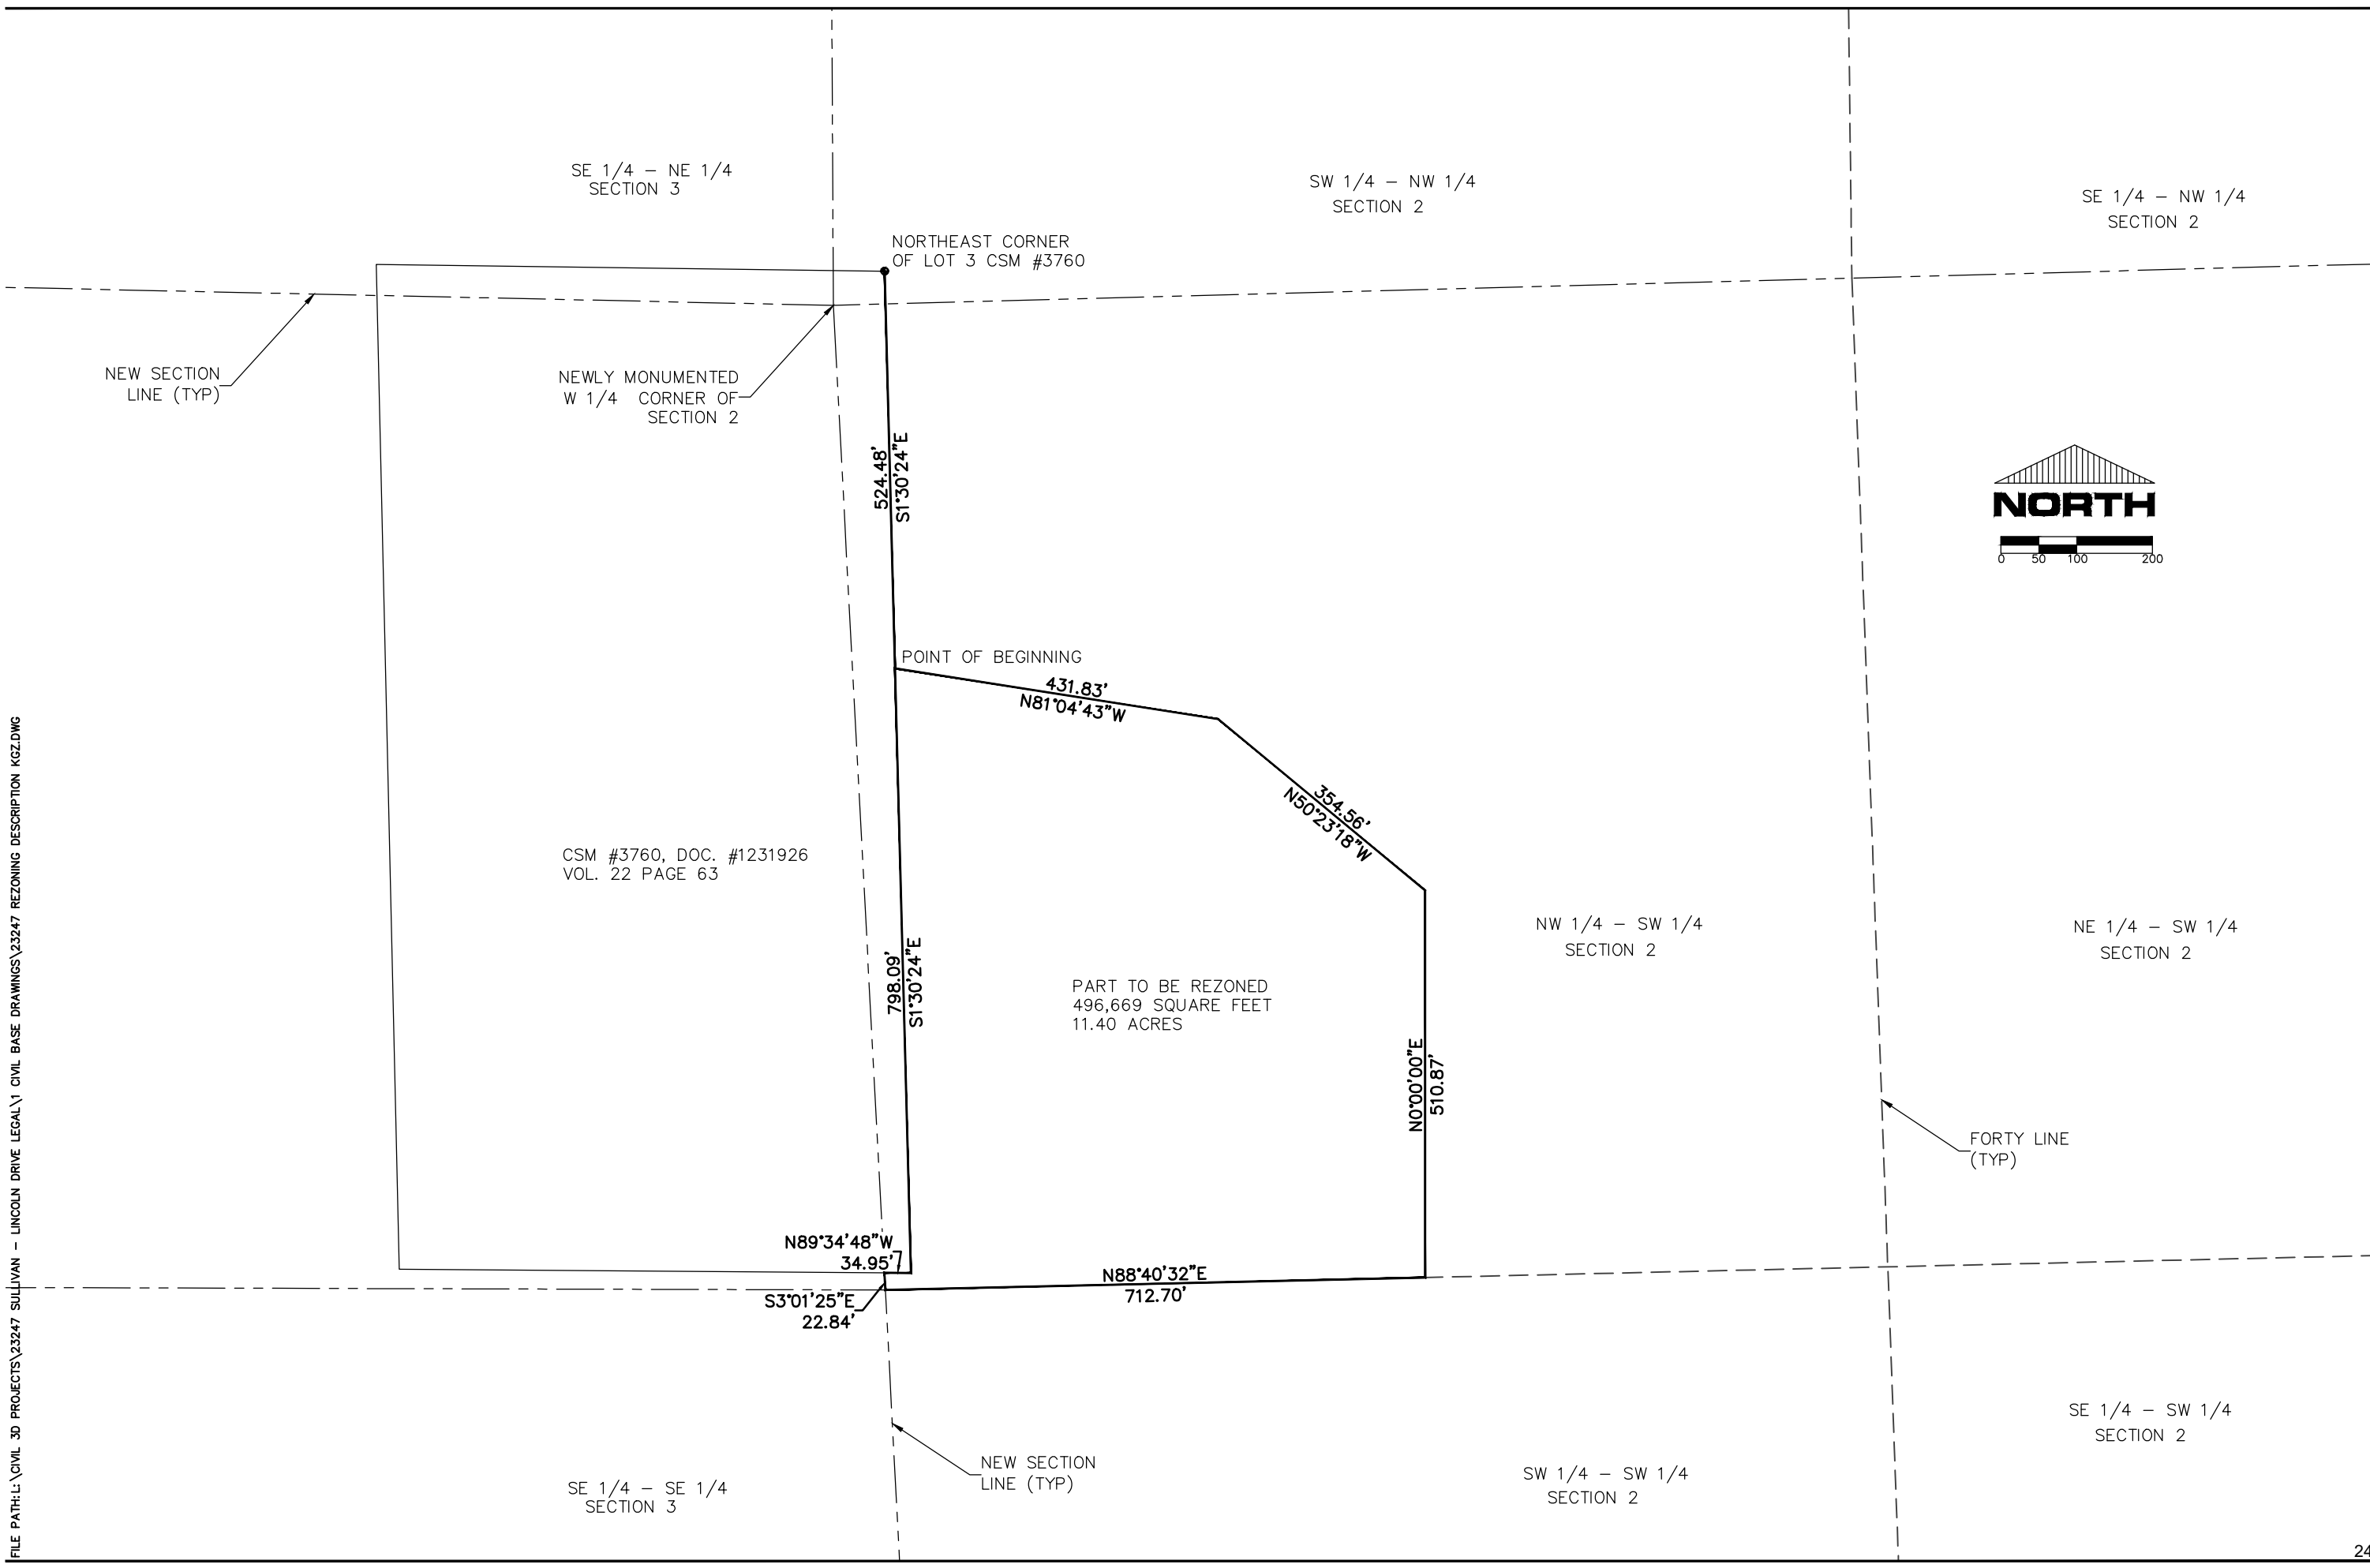 SE 1/4 – NE 1/4
SECTION 3
SW 1/4 – NW 1/4
SECTION 2
SE 1/4 – NW 1/4
SECTION 2
NORTHEAST CORNER
OF LOT 3 CSM #3760
NEW SECTION
LINE (TYP)
NEWLY MONUMENTED
W 1/4 CORNER OF
SECTION 2
524.48'
S1°30'24"E
NORTH
0 50 100 200
POINT OF BEGINNING
431.83'
N81°04'43"W
354.56'
N50°23'18"W
CSM #3760, DOC. #1231926
VOL. 22 PAGE 63
798.09'
S1°30'24"E
PART TO BE REZONED
496,669 SQUARE FEET
11.40 ACRES
NW 1/4 – SW 1/4
SECTION 2
NE 1/4 – SW 1/4
SECTION 2
N0°00'00"E
510.87'
FORTY LINE
(TYP)
N89°34'48"W
34.95'
S3°01'25"E
22.84'
N88°40'32"E
712.70'
NEW SECTION
LINE (TYP)
SE 1/4 – SE 1/4
SECTION 3
SW 1/4 – SW 1/4
SECTION 2
SE 1/4 – SW 1/4
SECTION 2
FILE PATH:L:\CIVIL 3D PROJECTS\23247 SULLIVAN - LINCOLN DRIVE LEGAL\1 CIVIL BASE DRAWINGS\23247 REZONING DESCRIPTION KGZ.DWG
24